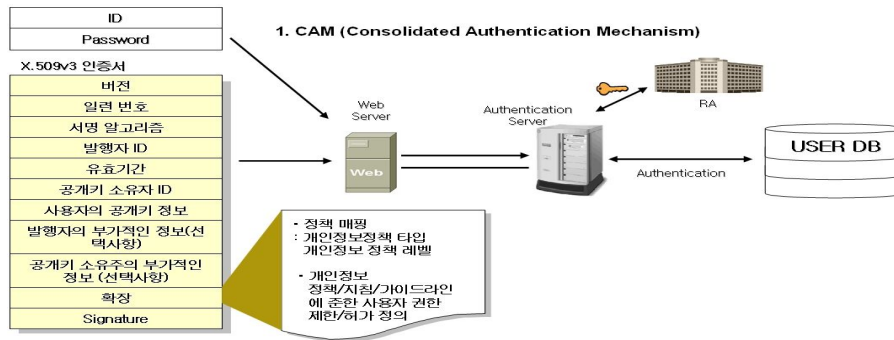 ID
Password
1. CAM (Consolidated Authentication Mechanism)
X.509v3 인증서
버전
일련 번호
서명 알고리즘
발행자 ID
유효기간
공개키 소유자 ID
사용자의 공개키 정보
발행자의 부가적인 정보(선
택사항)
공개키 소유주의 부가적인
정보 (선택사항)
확장
Signature
Web
Server
Web
Authentication
Server
RA
USER DB
Authentication
- 정책 매핑
: 개인정보정책 타입
개인정보 정책 레벨
- 개인정보
정책/지침/가이드라인
에 준한 사용자 권한
제한/허가 정의